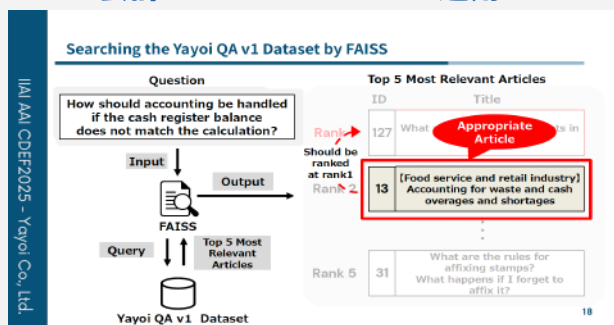 Searching the Yayoi QA v1 Dataset by FAISS
IIAI AAI CDEF2025 - Yayoi Co., Ltd.
Question
How should accounting be handled
if the cash register balance
does not match the calculation?
Input
Output
FAISS
Query
Top 5 Most
Relevant
Articles
Yayoi QA v1 Dataset
Top 5 Most Relevant Articles
ID
Title
Rank
127
What
in
Appropriate
Article
Should be
ranked
at rank1
Rank 2
13
[Food service and retail industry]
Accounting for waste and cash
overages and shortages
Rank 5
31
What are the rules for
affixing stamps?
What happens if I forget to
affix it?
18